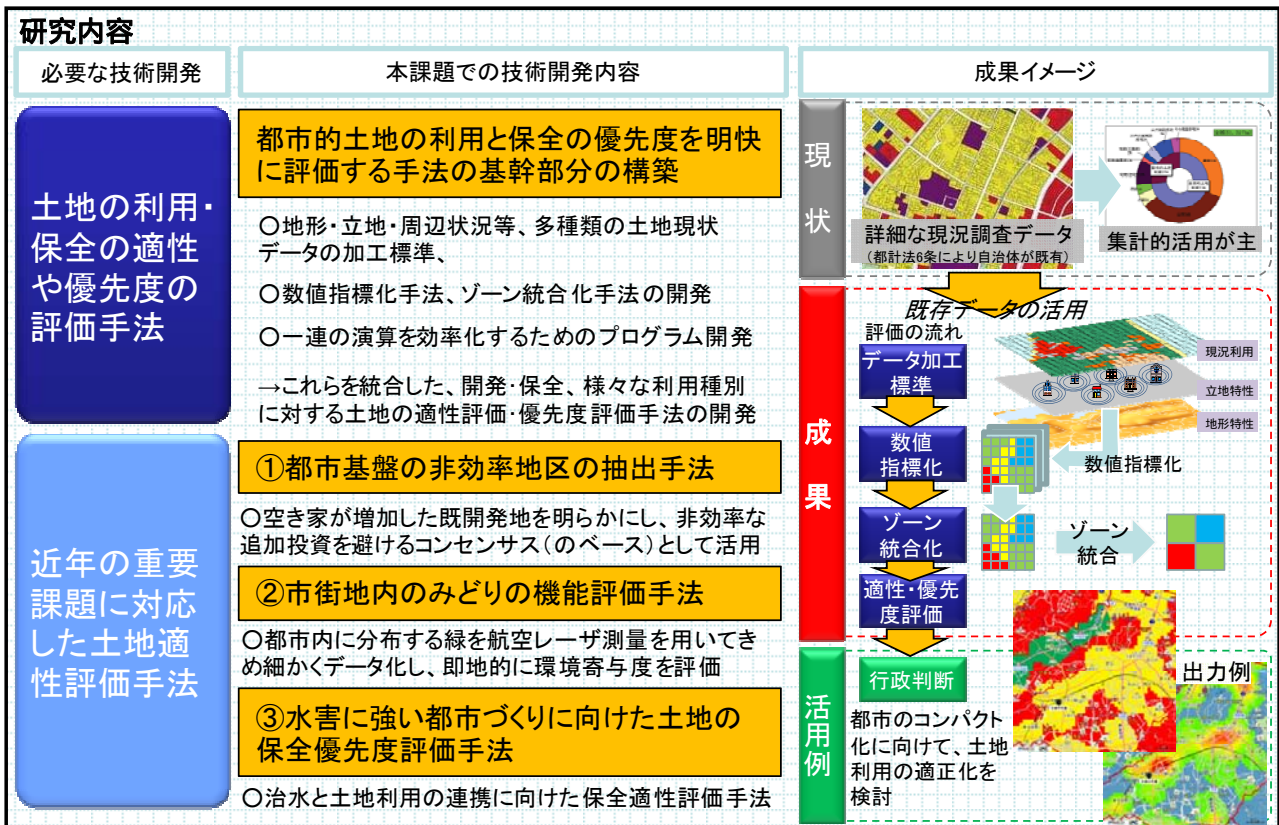 研究内容
必要な技術開発
本課題での技術開発内容
成果イメージ
土地の利用・
保全の適性
や優先度の
評価手法
都市的土地の利用と保全の優先度を明快
に評価する手法の基幹部分の構築
○地形・立地・周辺状況等、多種類の土地現状
データの加工標準、
○数値指標化手法、ゾーン統合化手法の開発
○一連の演算を効率化するためのプログラム開発
→これらを統合した、開発・保全、様々な利用種別
に対する土地の適性評価・優先度評価手法の開発
近年の重要
課題に対応
した土地適
性評価手法
①都市基盤の非効率地区の抽出手法
○空き家が増加した既開発地を明らかにし、非効率な
追加投資を避けるコンセンサス(のベース)として活用
②市街地内のみどりの機能評価手法
○都市内に分布する緑を航空レーザ測量を用いてき
め細かくデータ化し、即地的に環境寄与度を評価
③水害に強い都市づくりに向けた土地の
保全優先度評価手法
○治水と土地利用の連携に向けた保全適性評価手法
現状
詳細な現況調査データ
(都計法6条により自治体が既有)
集計的活用が主
成果
既存データの活用
評価の流れ
データ加工
標準
数値
指標化
ゾーン
統合化
適性・優先
度評価
現況利用
立地特性
地形特性
数値指標化
ゾーン
統合
活用例
行政判断
都市のコンパクト
化に向けて、土地
利用の適正化を
検討
出力例